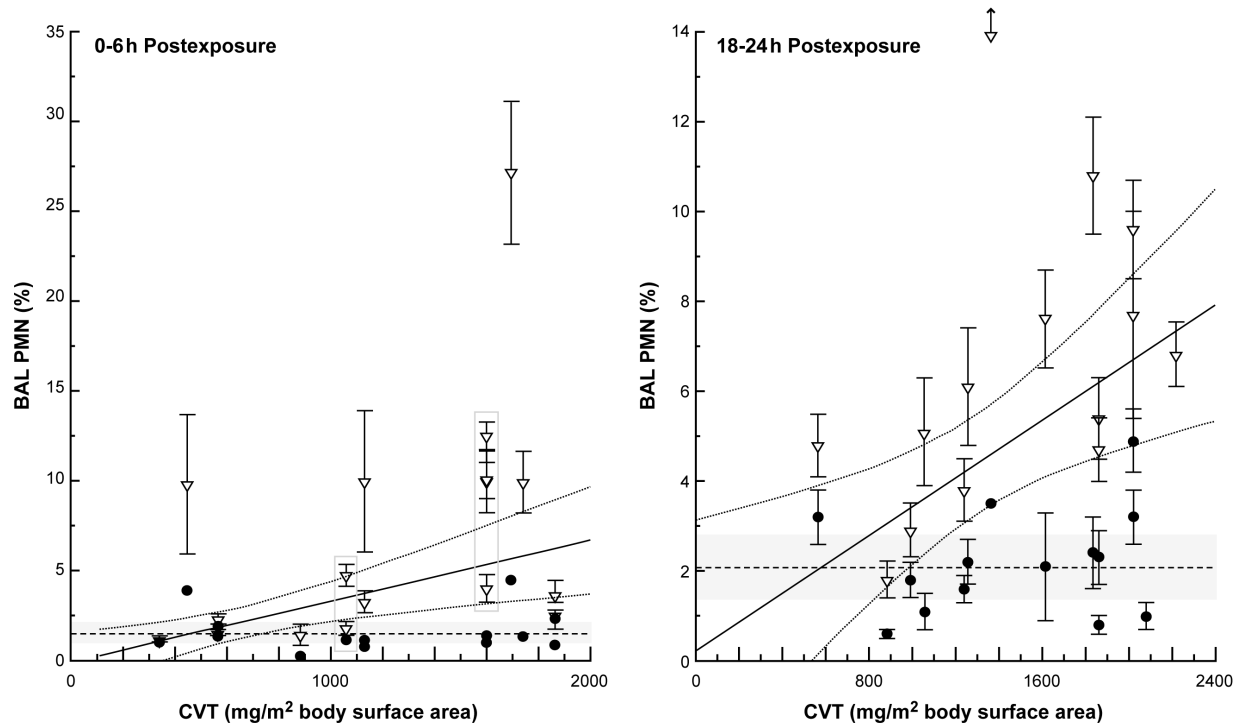 0-6h Postexposure
BAL PMN (%)
35
30
25
20
15
10
5
0
0 1000 2000
CVT (mg/m² body surface area)
18-24h Postexposure
BAL PMN (%)
14
12
10
8
6
4
2
0
0 800 1600 2400
CVT (mg/m² body surface area)